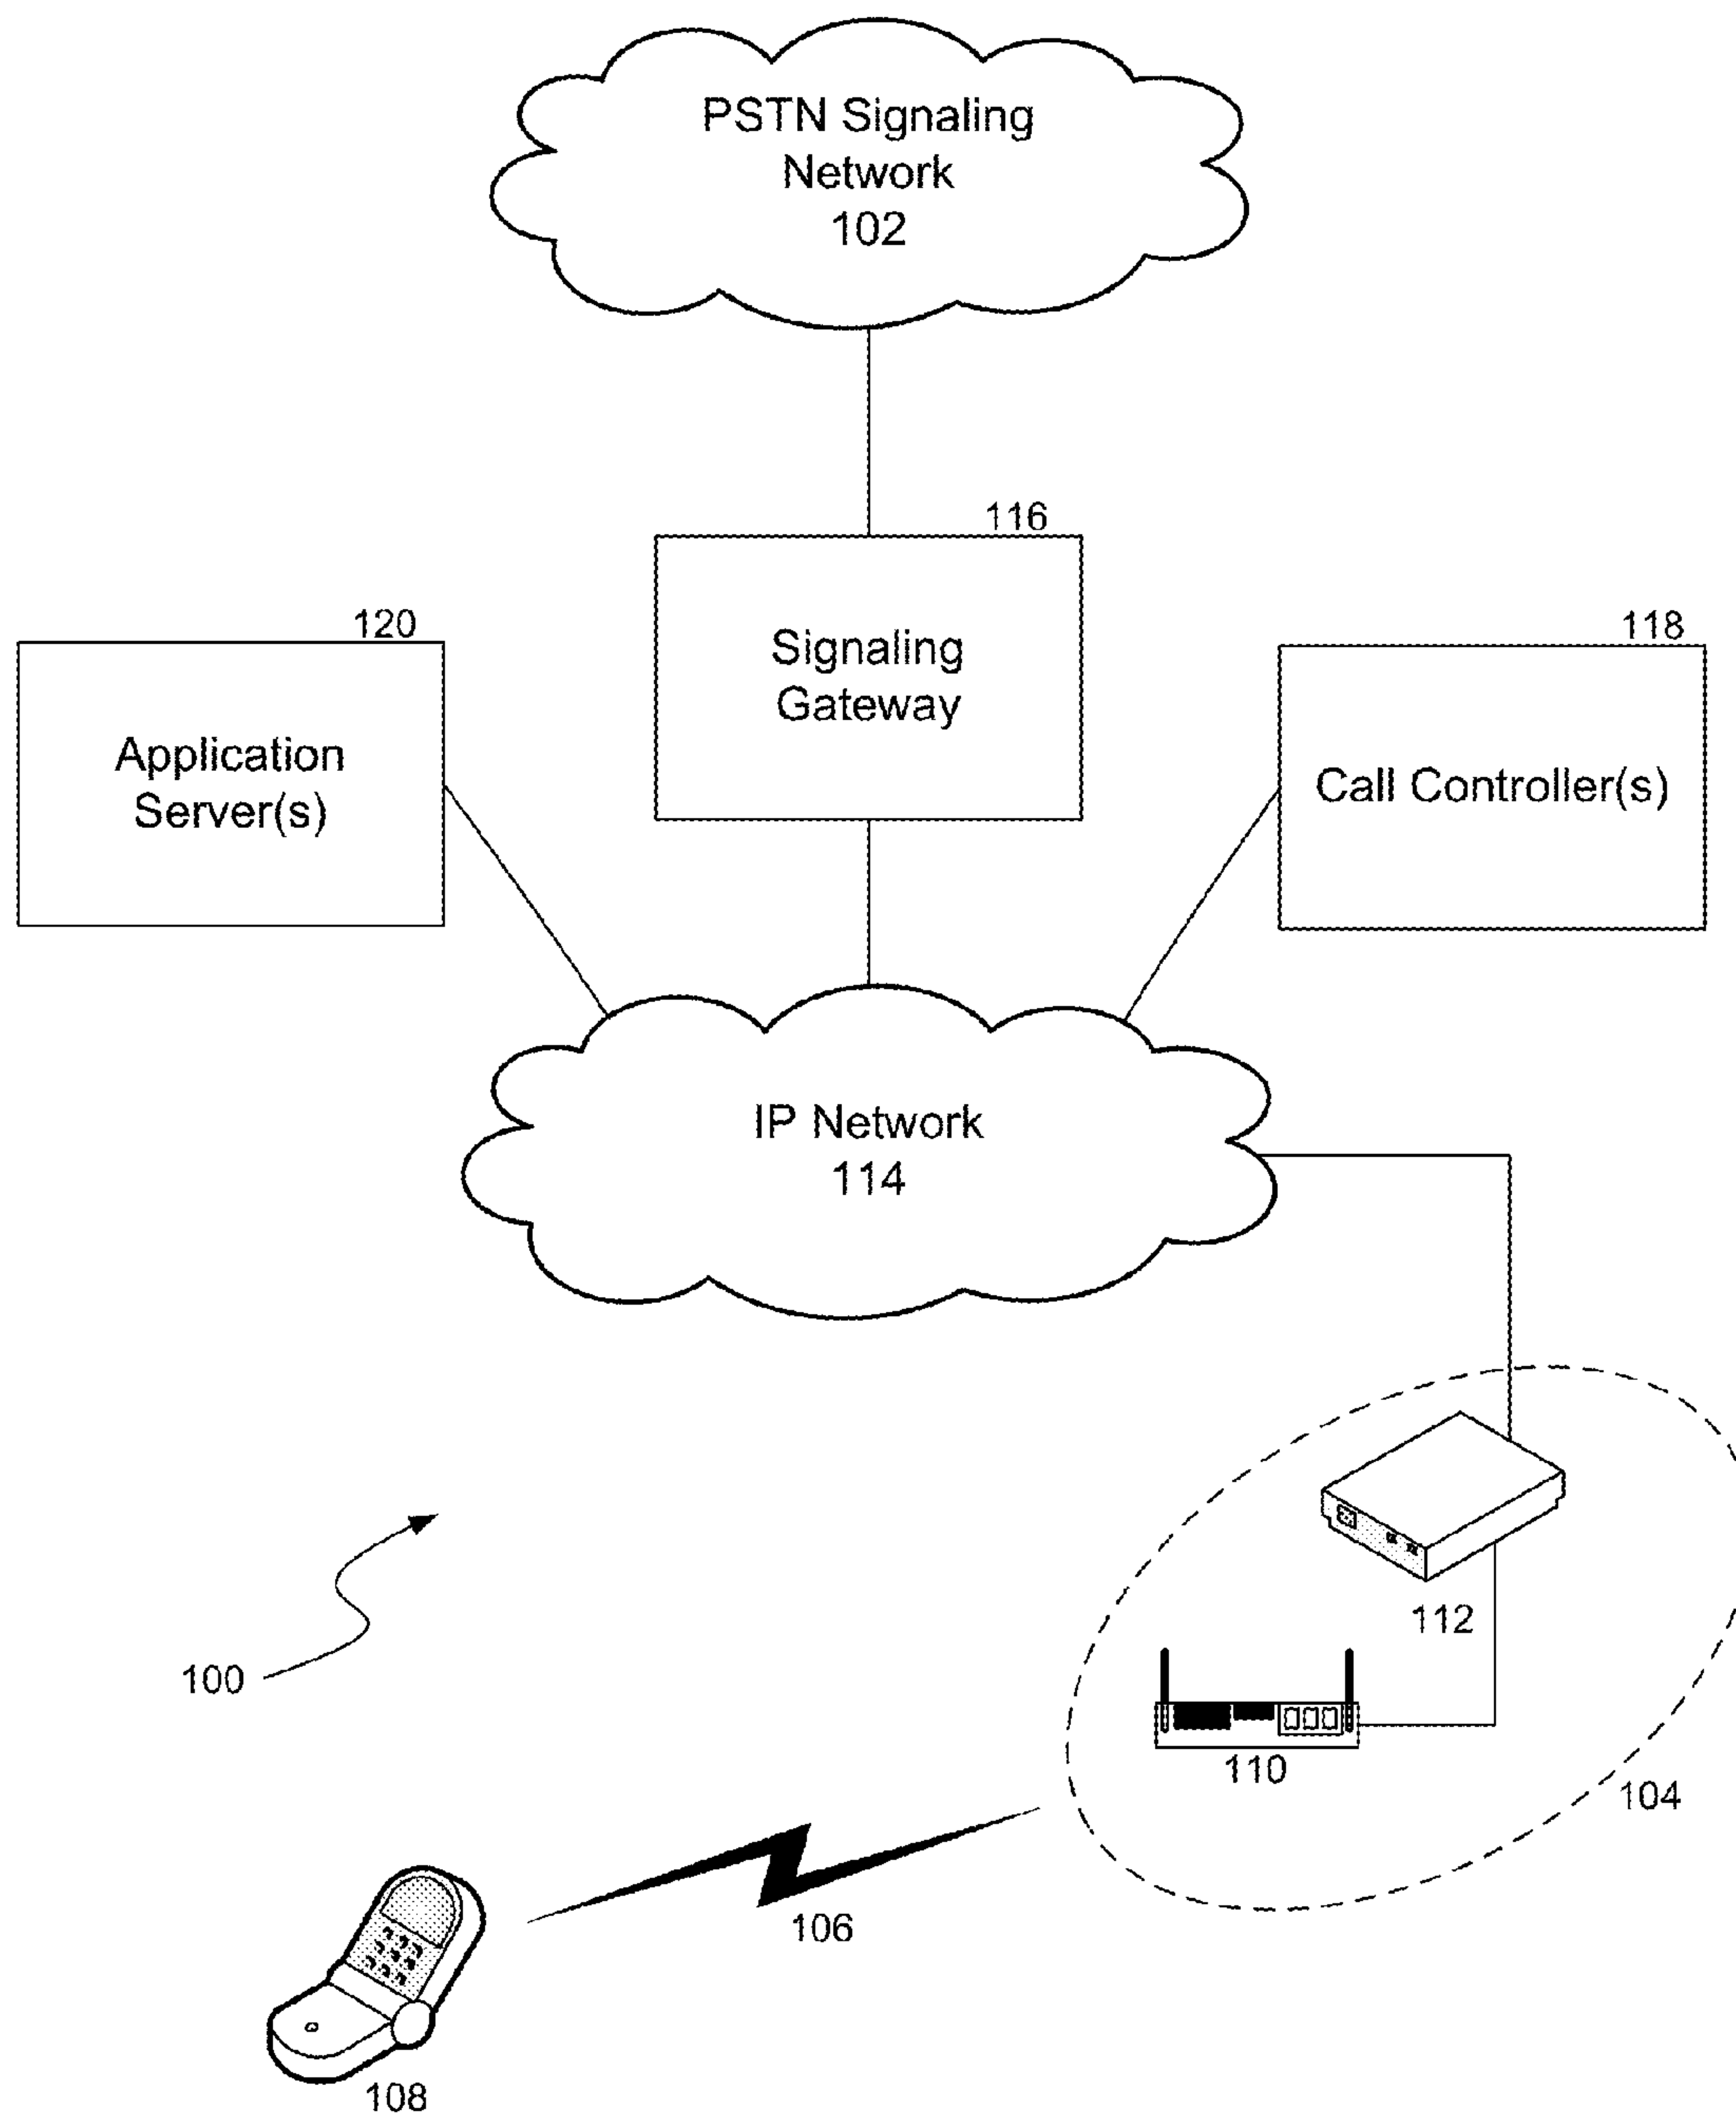 PSTN Signaling
Network
102
116
Signaling
Gateway
120
Application
Server(s)
118
Call Controller(s)
IP Network
114
112
100
110
104
106
108